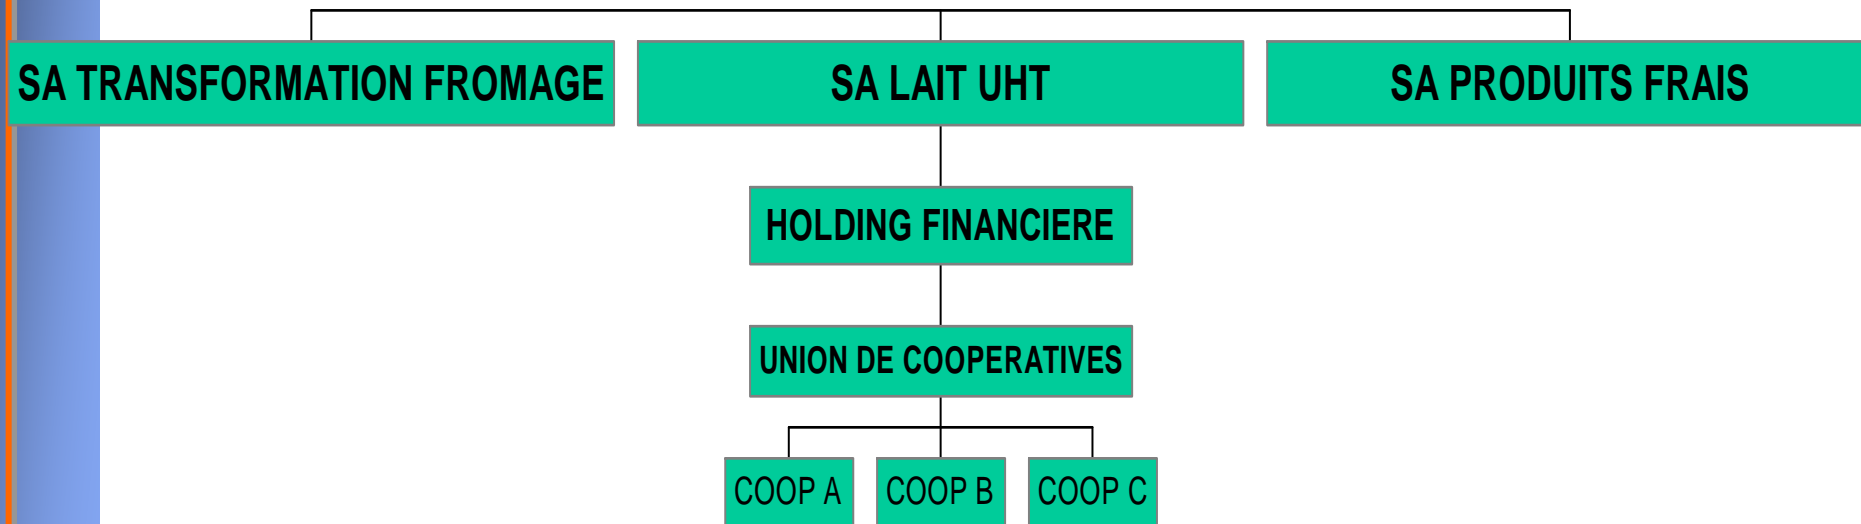 SA TRANSFORMATION FROMAGE
SA LAIT UHT
SA PRODUITS FRAIS
HOLDING FINANCIERE
UNION DE COOPERATIVES
COOP A
COOP B
COOP C